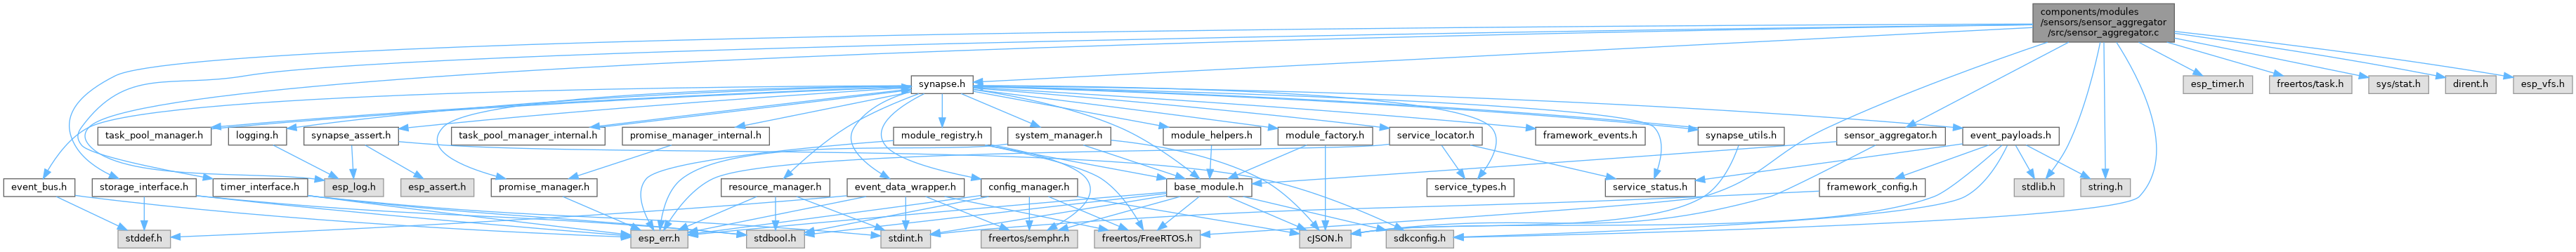 components/modules
/sensors/sensor_aggregator
/src/sensor_aggregator.c
synapse.h
esp_timer.h
freertos/task.h
sys/stat.h
dirent.h
esp_vfs.h
task_pool_manager.h
logging.h
synapse_assert.h
task_pool_manager_internal.h
promise_manager_internal.h
module_registry.h
system_manager.h
module_helpers.h
module_factory.h
service_locator.h
framework_events.h
synapse_utils.h
sensor_aggregator.h
event_payloads.h
event_bus.h
storage_interface.h
timer_interface.h
esp_log.h
esp_assert.h
promise_manager.h
resource_manager.h
event_data_wrapper.h
config_manager.h
base_module.h
service_types.h
service_status.h
framework_config.h
stdlib.h
string.h
stddef.h
esp_err.h
stdbool.h
stdint.h
freertos/semphr.h
freertos/FreeRTOS.h
cJSON.h
sdkconfig.h